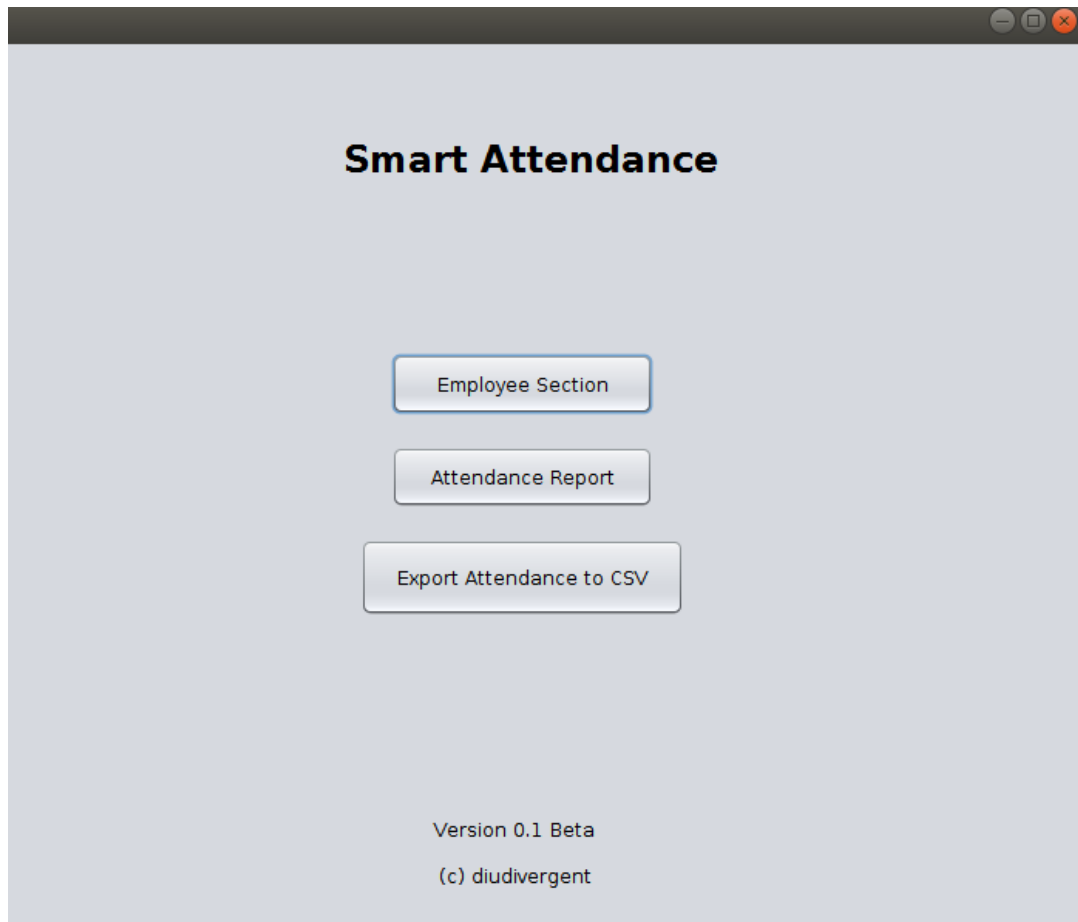 Smart Attendance
Employee Section
Attendance Report
Export Attendance to CSV
Version 0.1 Beta
(c) diudivergent